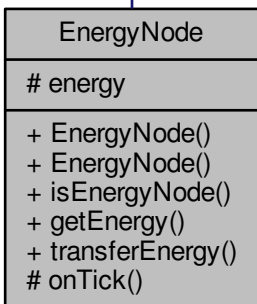 EnergyNode
# energy
+ EnergyNode()
+ EnergyNode()
+ isEnergyNode()
+ getEnergy()
+ transferEnergy()
# onTick()